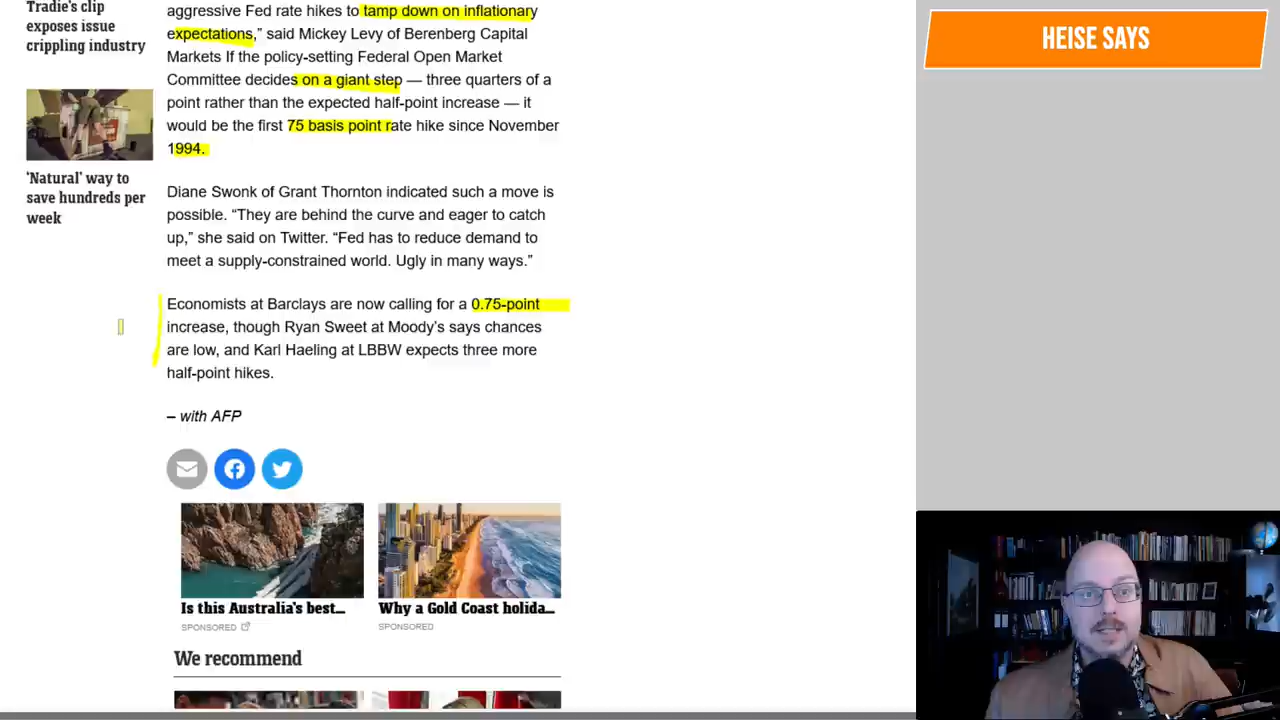 Tradie's clip
exposes issue
crippling industry
'Natural' way to
save hundreds per
week
aggressive Fed rate hikes to tamp down on inflationary
expectations,” said Mickey Levy of Berenberg Capital
Markets If the policy-setting Federal Open Market
Committee decides on a giant step — three quarters of a
point rather than the expected half-point increase — it
would be the first 75 basis point rate hike since November
1994.
Diane Swonk of Grant Thornton indicated such a move is
possible. “They are behind the curve and eager to catch
up,” she said on Twitter. “Fed has to reduce demand to
meet a supply-constrained world. Ugly in many ways.”
Economists at Barclays are now calling for a 0.75-point
increase, though Ryan Sweet at Moody's says chances
are low, and Karl Haeling at LBBW expects three more
half-point hikes.
– with AFP
Is this Australia's best...
SPONSORED
Why a Gold Coast holida...
SPONSORED
We recommend
HEISE SAYS